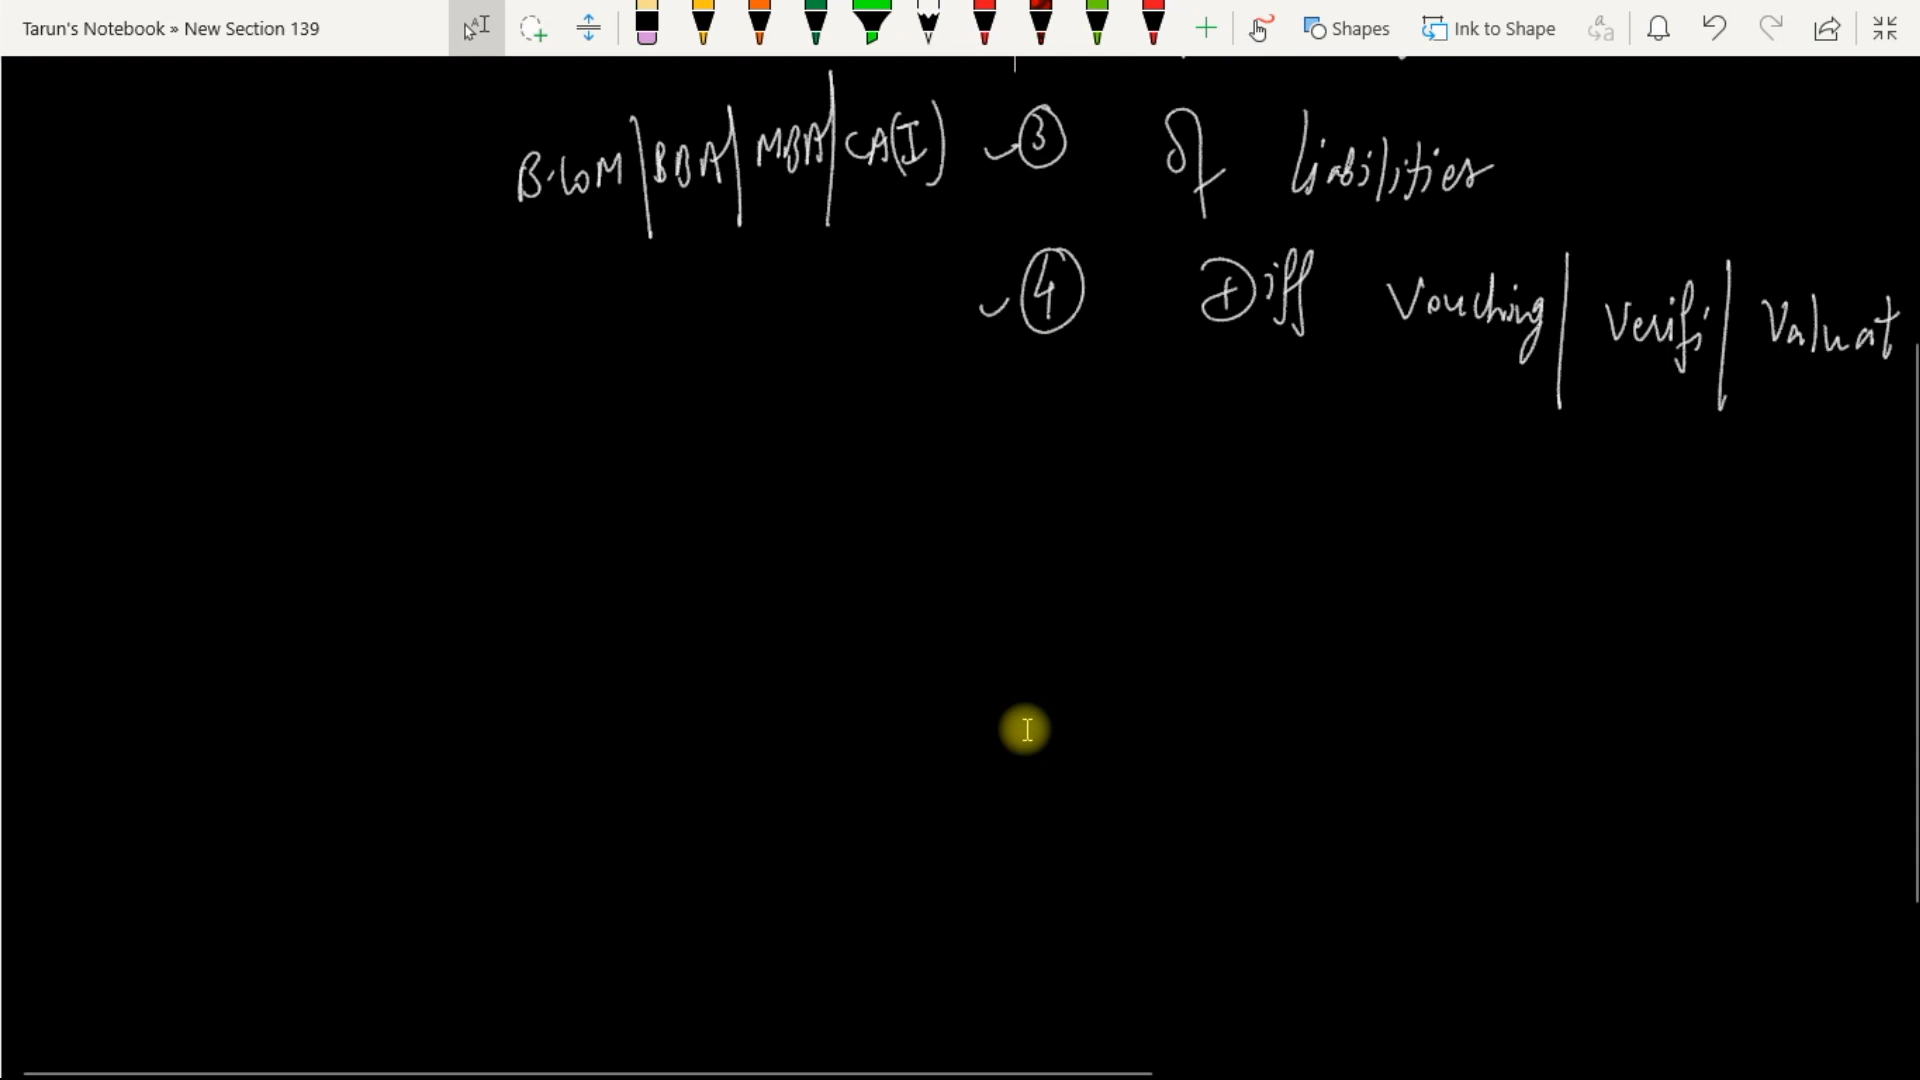 Tarun's Notebook » New Section 139
Shapes
Ink to Shape
B.COM/BBA/MBA/CA(I) 3 of liabilities
4 Diff Vouching/Verifi/Valuat